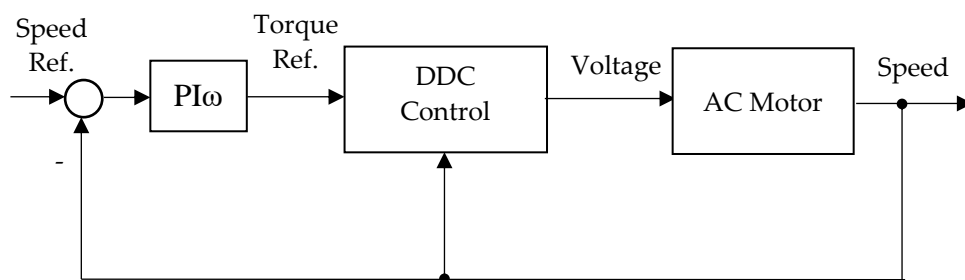 Speed
Ref.
PIω
Torque
Ref.
DDC
Control
Voltage
AC Motor
Speed
-